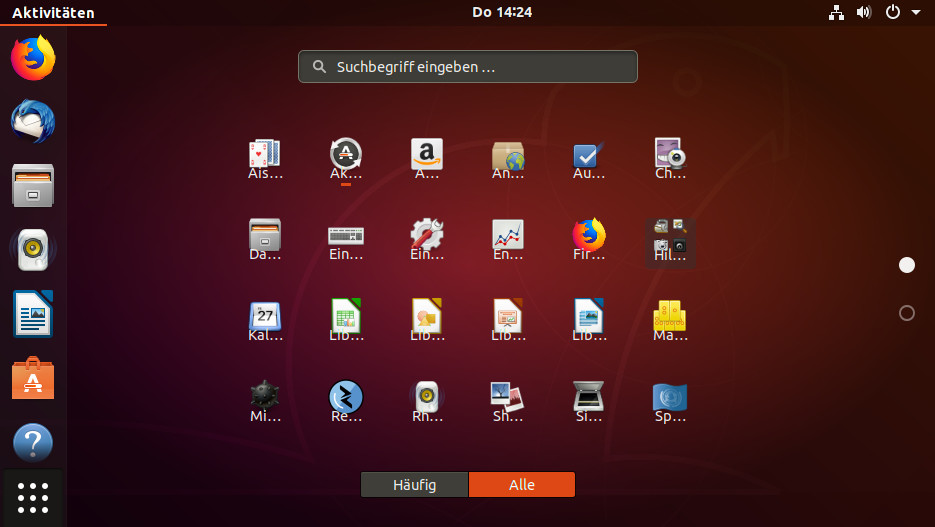 Aktivitäten
Do 14:24
Suchbegriff eingeben …
Ais…
Ak…
A…
An…
Au…
Ch…
Da…
Ein…
Ein…
En…
Fir…
Hil…
27
Kal…
Lib…
Lib…
Lib…
Lib…
Ma…
Mi…
Re…
Rh…
Sh…
Si…
Sp…
Häufig
Alle